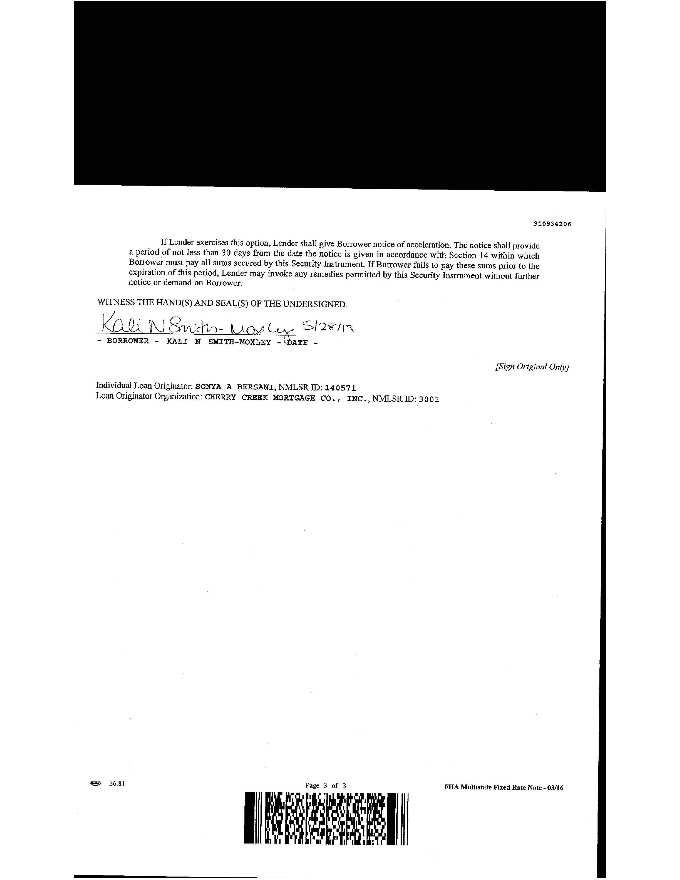 910934206
If Lender exercises this option, Lender shall give Borrower notice of acceleration. The notice shall provide
a period of not less than 30 days from the date the notice is given in accordance with Section 14 within which
Borrower must pay all sums secured by this Security Instrument. If Borrower fails to pay these sums prior to the
expiration of this period, Lender may invoke any remedies permitted by this Security Instrument without further
notice or demand on Borrower.
WITNESS THE HAND(S) AND SEAL(S) OF THE UNDERSIGNED.
Kali N Smith-Moxley 5/28/19
- BORROWER - KALI N SMITH-MOXLEY - DATE -
[Sign Original Only]
Individual Loan Originator: SONYA A BERSANI, NMLSR ID: 140571
Loan Originator Organization: CHERRY CREEK MORTGAGE CO., INC., NMLSR ID: 3001
36.81
Page 3 of 3
FHA Multistate Fixed Rate Note - 03/16